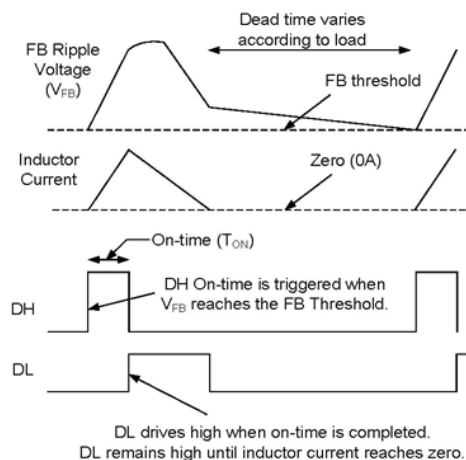 Dead time varies
according to load
FB Ripple
Voltage
(VFB)
FB threshold
Inductor
Current
Zero (0A)
On-time (TON)
DH On-time is triggered when
VFB reaches the FB Threshold.
DH
DL
DL drives high when on-time is completed.
DL remains high until inductor current reaches zero.